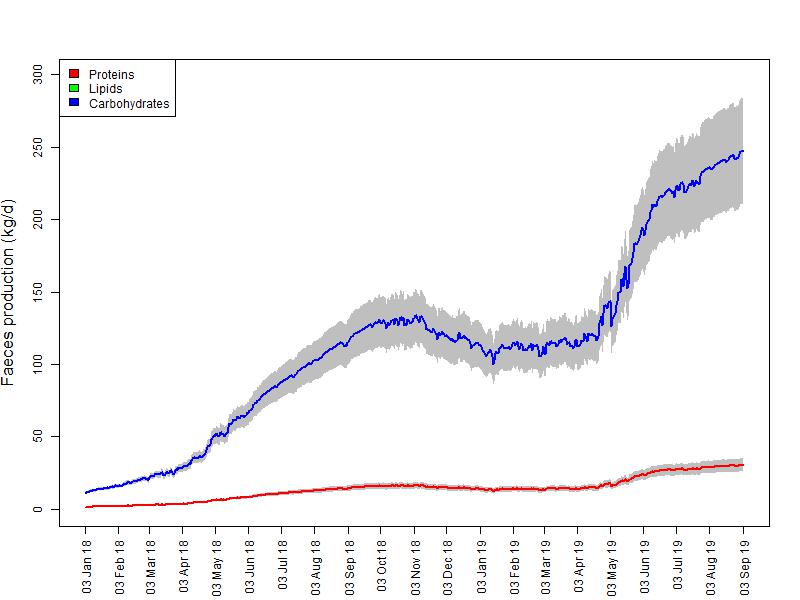 Proteins
Lipids
Carbohydrates
Faeces production (kg/d)
300
250
200
150
100
50
0
03 Jan 18
03 Feb 18
03 Mar 18
03 Apr 18
03 May 18
03 Jun 18
03 Jul 18
03 Aug 18
03 Sep 18
03 Oct 18
03 Nov 18
03 Dec 18
03 Jan 19
03 Feb 19
03 Mar 19
03 Apr 19
03 May 19
03 Jun 19
03 Jul 19
03 Aug 19
03 Sep 19